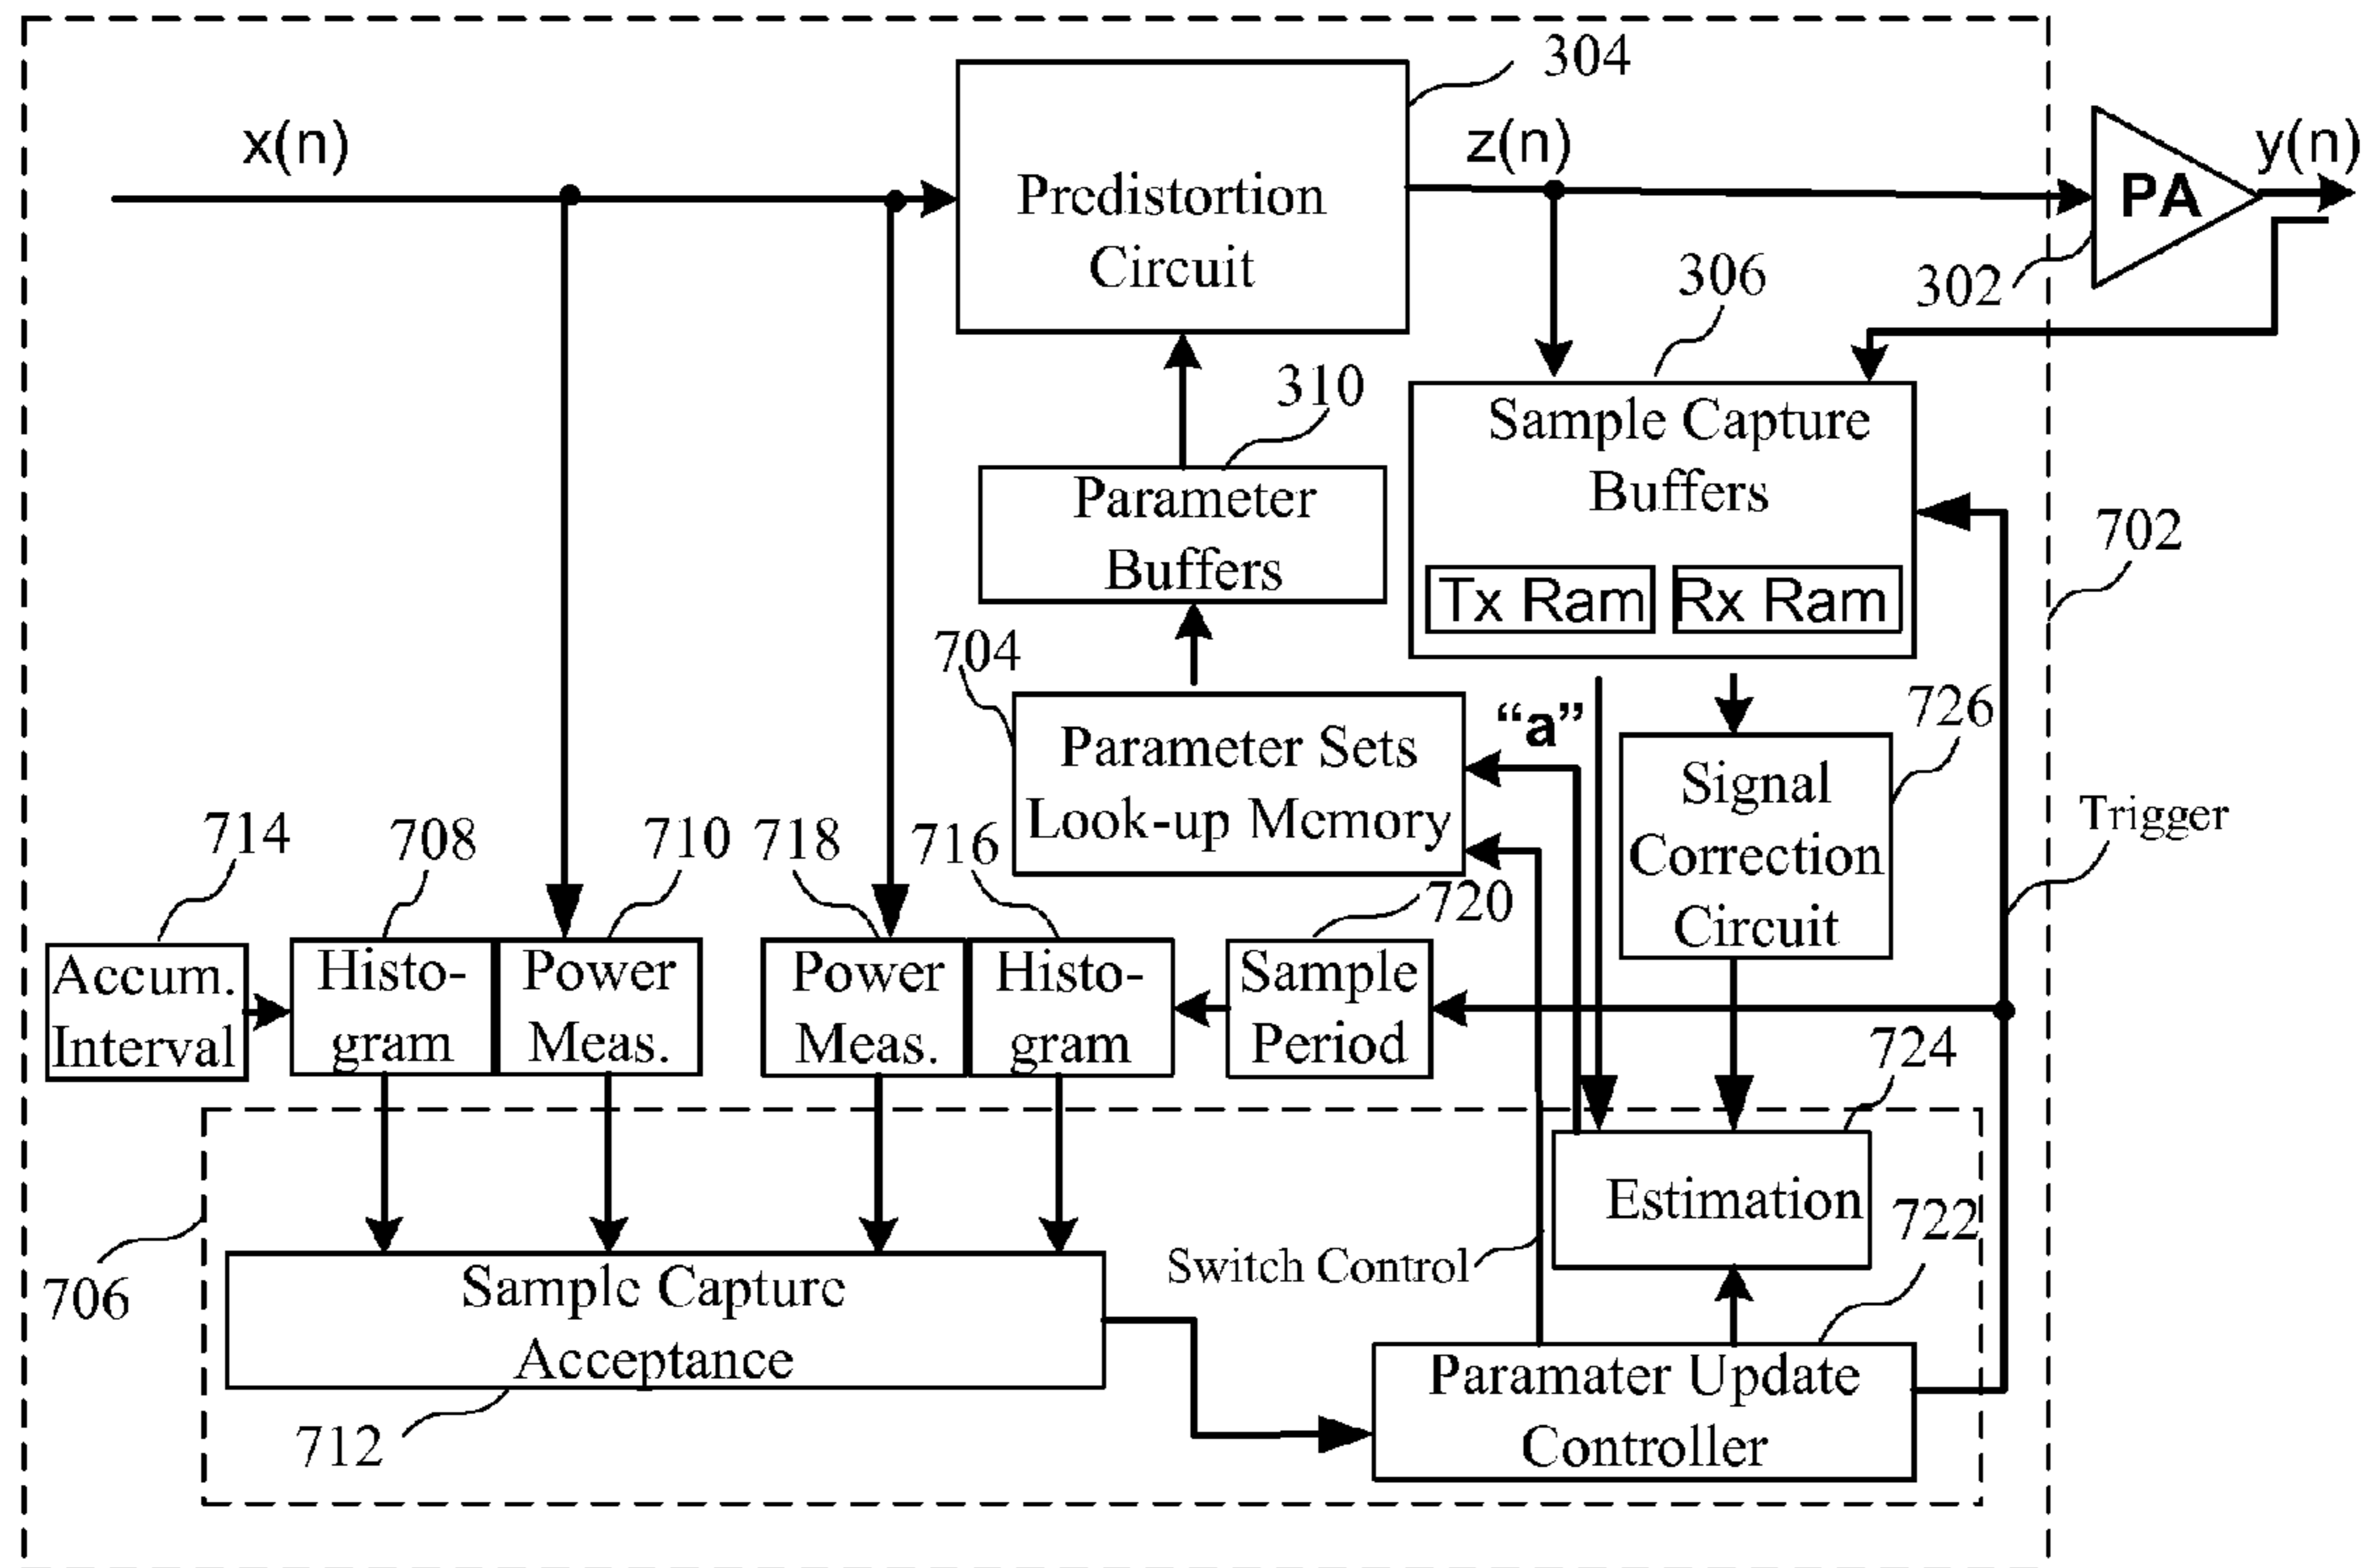 304
x(n)
z(n)
y(n)
Predistortion
Circuit
PA
306
302
310
Sample Capture
Buffers
Parameter
Buffers
702
Tx Ram
Rx Ram
704
"a"
726
Parameter Sets
Look-up Memory
Signal
Correction
Circuit
Trigger
714
708
710
718
716
720
Accum.
Interval
Histo-
gram
Power
Meas.
Power
Meas.
Histo-
gram
Sample
Period
724
Estimation
722
Switch Control
706
Sample Capture
Acceptance
Paramater Update
Controller
712